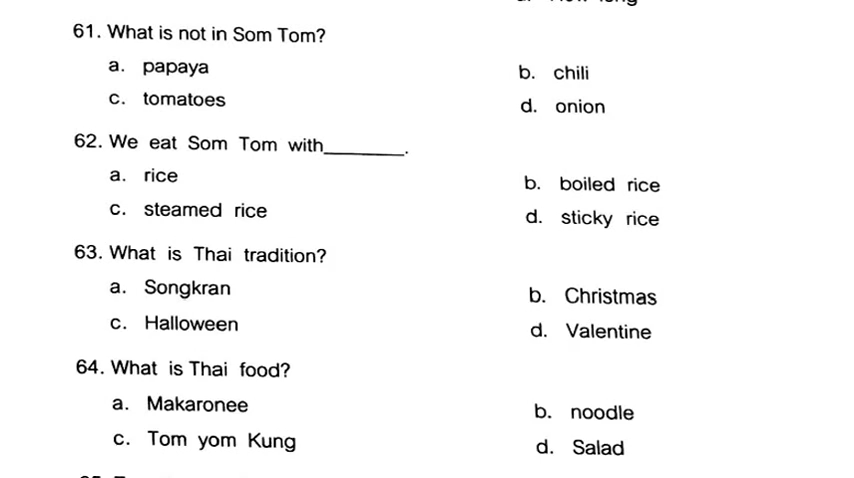 61. What is not in Som Tom?
a. papaya b. chili
c. tomatoes d. onion
62. We eat Som Tom with________.
a. rice b. boiled rice
c. steamed rice d. sticky rice
63. What is Thai tradition?
a. Songkran b. Christmas
c. Halloween d. Valentine
64. What is Thai food?
a. Makaronee b. noodle
c. Tom yom Kung d. Salad